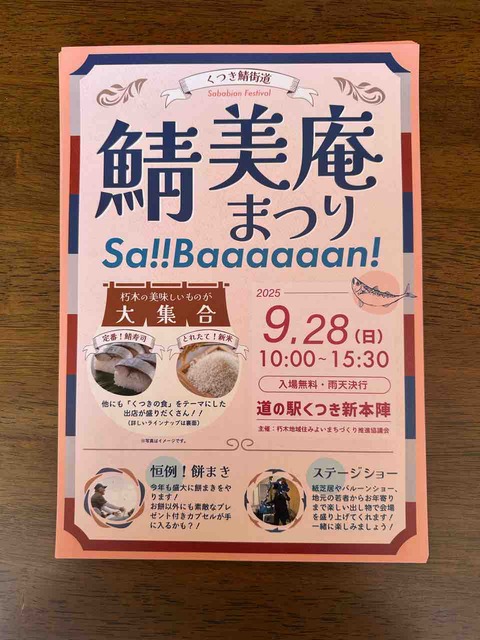 くつき鯖街道
Sababian Festival
鯖美庵
まつり
Sa!!Baaaaaan!
朽木の美味しいものが
大集合
定番！鯖寿司
とれたて！新米
他にも「くつきの食」をテーマにした
出店が盛りだくさん！！
（詳しいラインナップは裏面）
※写真はイメージです。
2025
9.28（日）
10:00~15:30
入場無料・雨天決行
道の駅くつき新本陣
主催：朽木地域住みよいまちづくり推進協議会
恒例！餅まき
今年も盛大に餅まきをや
ります！
お餅以外にも素敵なプレ
ゼント付きカプセルが手
に入るかも？！
ステージショー
紙芝居やバルーンショー、
地元の若者からお年寄り
まで楽しい出し物で会場
を盛り上げてくれます！
一緒に楽しみましょう！